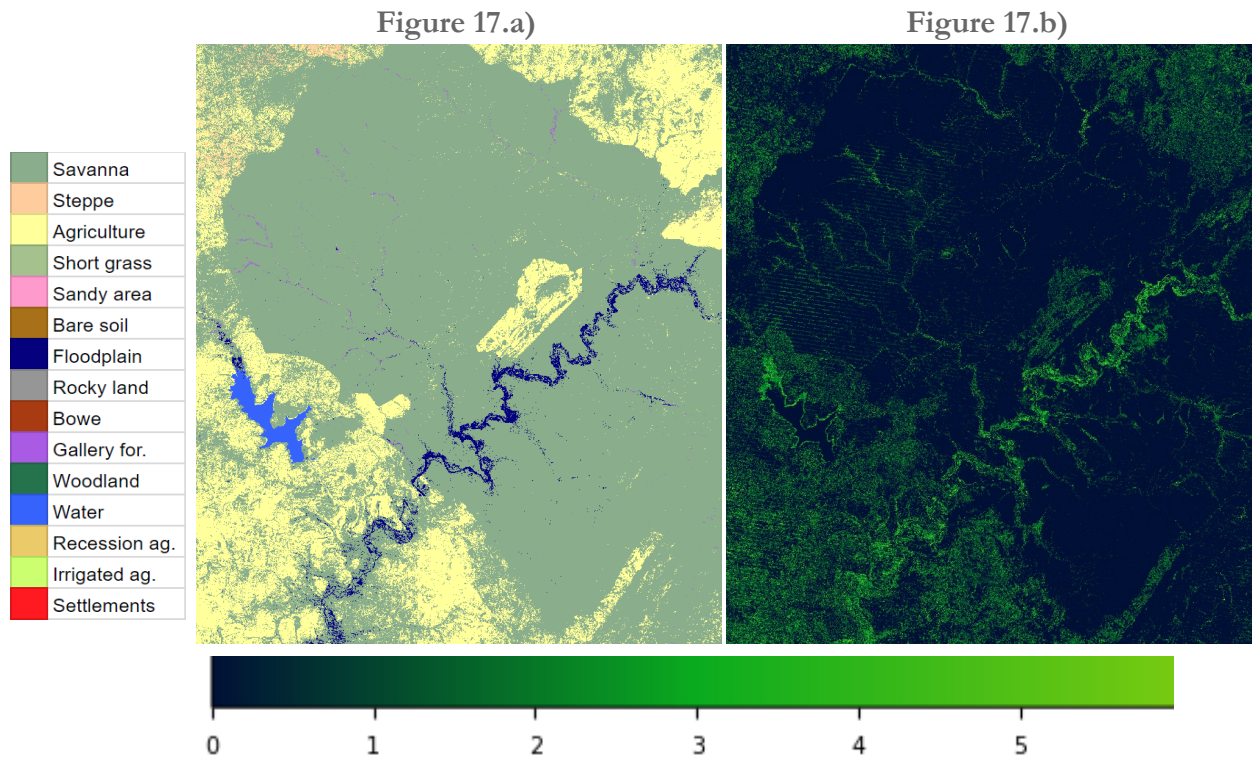 Figure 17.a)
Figure 17.b)
Savanna
Steppe
Agriculture
Short grass
Sandy area
Bare soil
Floodplain
Rocky land
Bowe
Gallery for.
Woodland
Water
Recession ag.
Irrigated ag.
Settlements
0 1 2 3 4 5